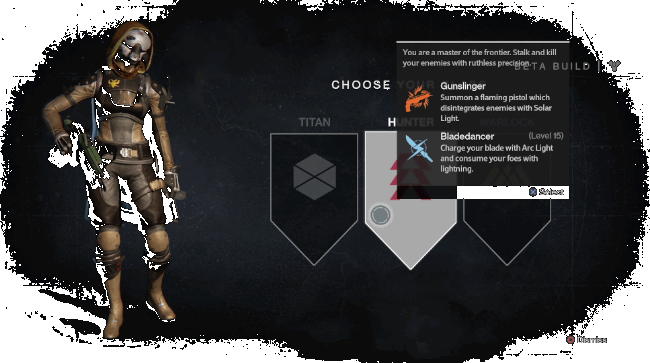 You are a master of the frontier. Stalk and kill
your enemies with ruthless precision.
BETA BUILD
CHOOSE YOUR
TITAN
HUNTER
WARLOCK
Gunslinger
Summon a flaming pistol which
disintegrates enemies with Solar
Light.
Bladedancer (Level 15)
Charge your blade with Arc Light
and consume your foes with
lightning.
Select
Dismiss